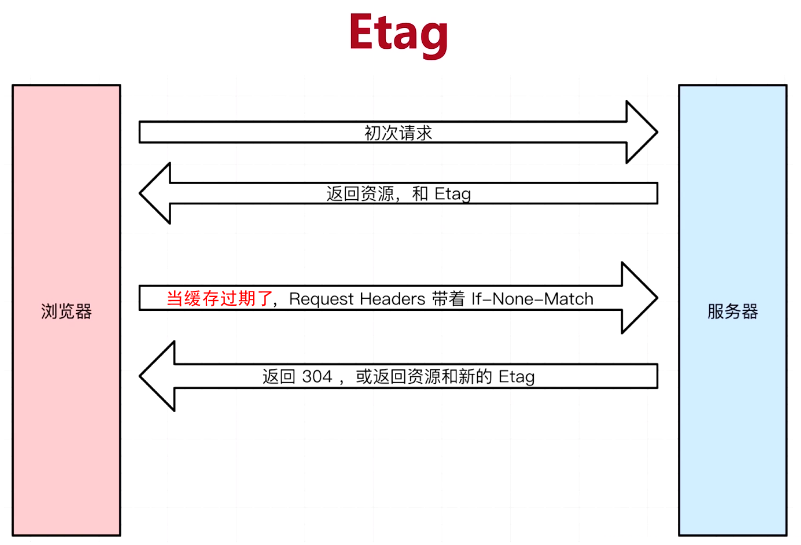 Etag
初次请求
返回资源，和 Etag
浏览器
当缓存过期了，Request Headers 带着 If-None-Match
服务器
返回 304 ，或返回资源和新的 Etag